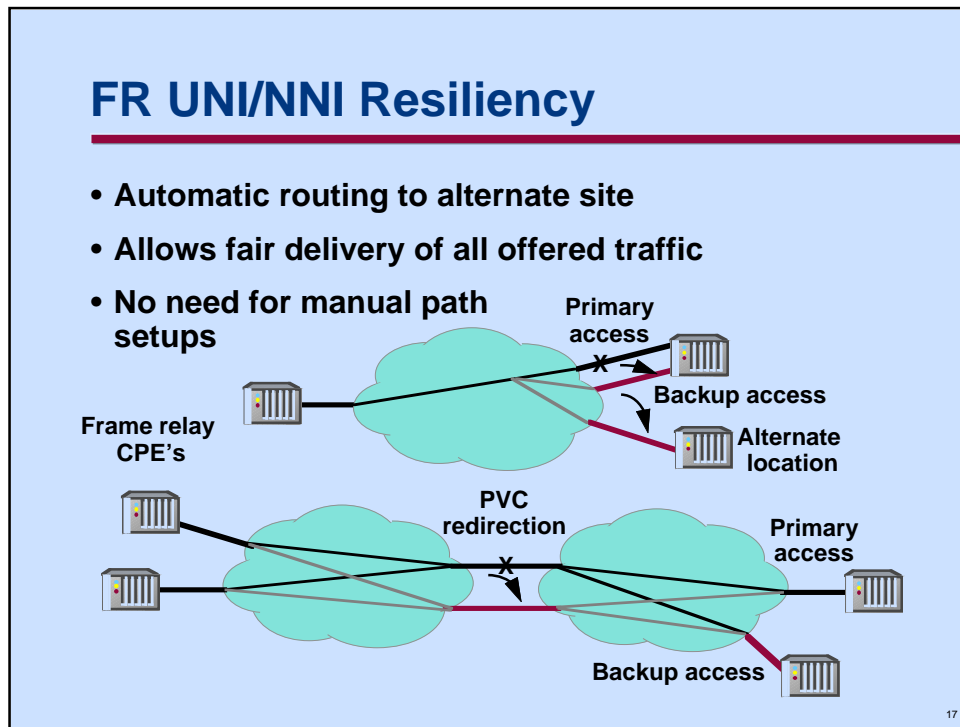 FR UNI/NNI Resiliency
• Automatic routing to alternate site
• Allows fair delivery of all offered traffic
• No need for manual path
setups
Primary
access
X
Backup access
Alternate
location
Frame relay
CPE's
PVC
redirection
X
Primary
access
Backup access
17